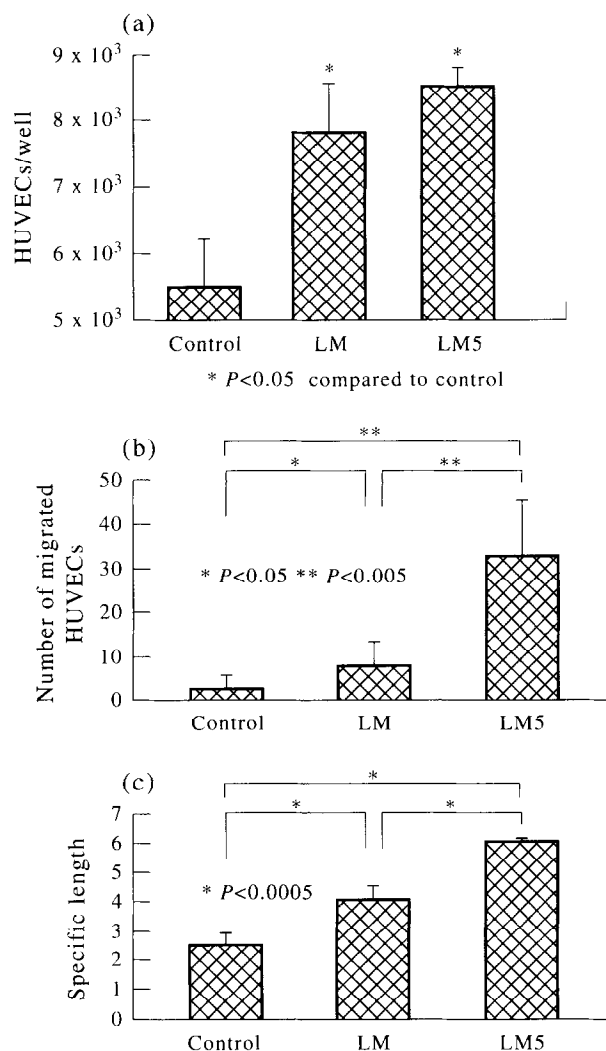 (a)
9 x 10³
8 x 10³
7 x 10³
6 x 10³
5 x 10³
HUVECs/well
* *
Control LM LM5
* P<0.05 compared to control
(b)
**
* **
50
40
30
20
10
0
Number of migrated
HUVECs
* P<0.05 ** P<0.005
Control LM LM5
(c)
*
* *
7
6
5
4
3
2
1
0
Specific length
* P<0.0005
Control LM LM5